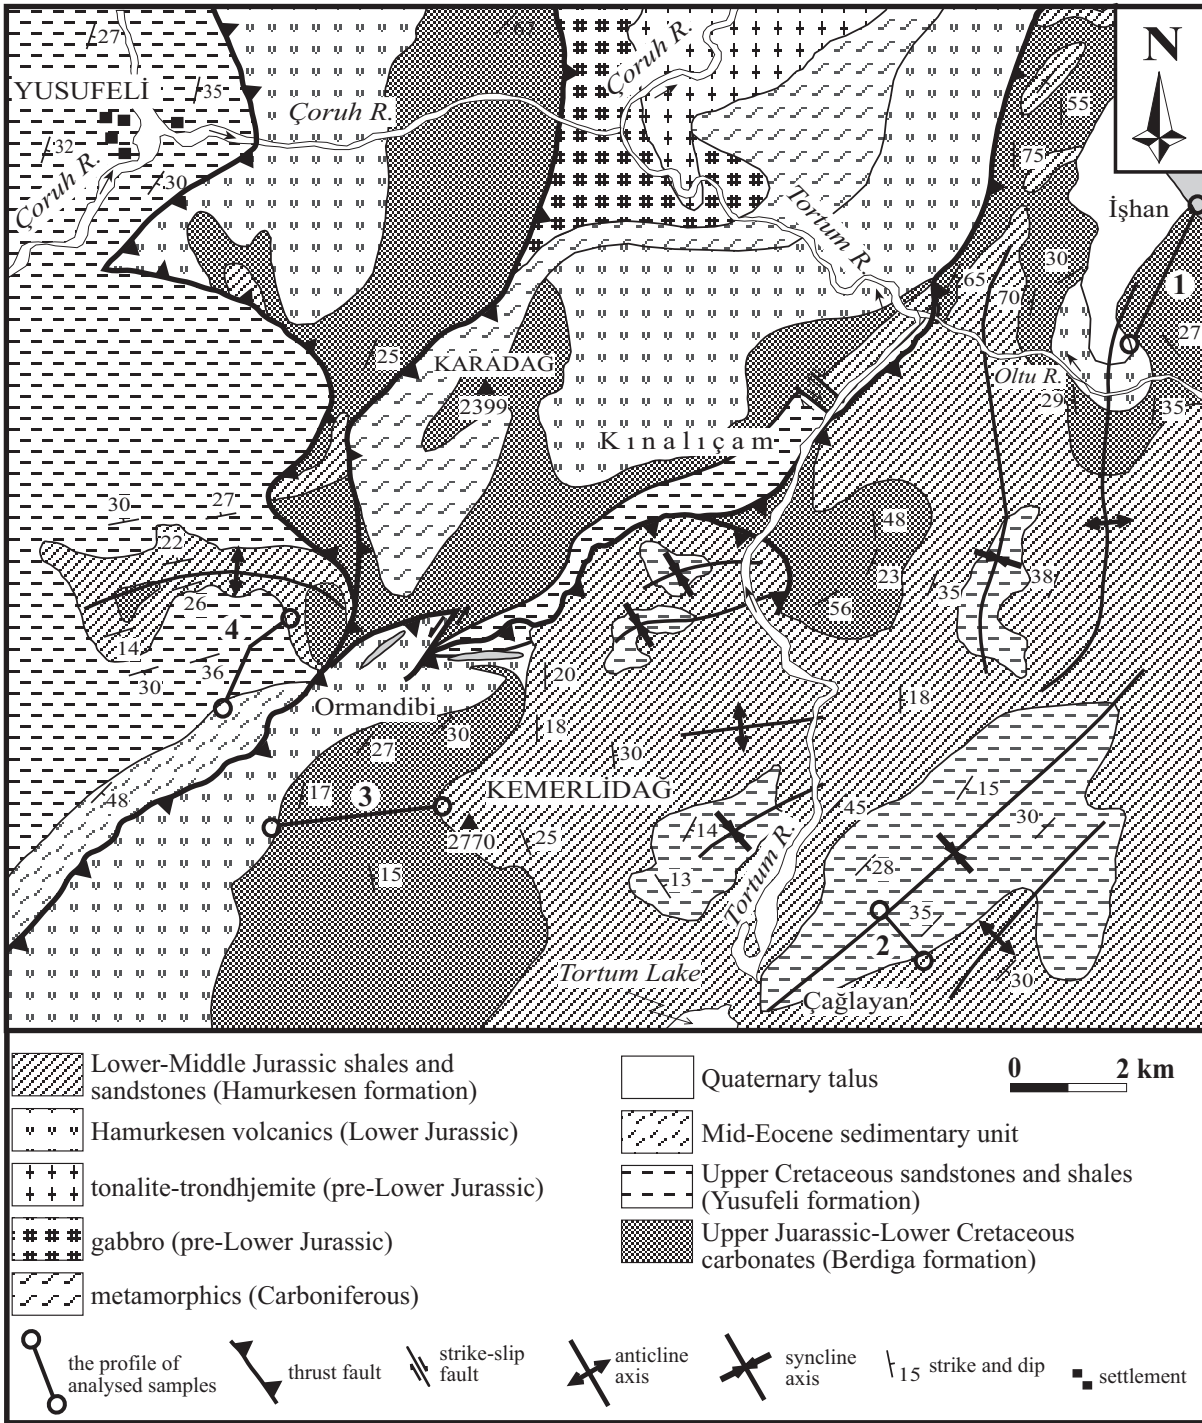 N
27
62
Çoruh R.
YUSUFELİ
35
Çoruh R.
55
32
75
Çoruh R.
30
Tortum R.
İşhan
30
65
1
70
27
25
KARADAG
Oltu R.
2399
29
35
Kınalıçam
30
27
48
22
38
23
35
26
56
4
14
36
20
30
18
Ormandibi
18
30
27
30
KEMERLİDAG
17
3
15
48
45
30
14
2770
25
Tortum R.
28
15
13
35
2
30
Tortum Lake
Çağlayan
Lower-Middle Jurassic shales and
sandstones (Hamurkesen formation)
Hamurkesen volcanics (Lower Jurassic)
tonalite-trondhjemite (pre-Lower Jurassic)
gabbro (pre-Lower Jurassic)
metamorphics (Carboniferous)
Quaternary talus
0 2 km
Mid-Eocene sedimentary unit
Upper Cretaceous sandstones and shales
(Yusufeli formation)
Upper Juarassic-Lower Cretaceous
carbonates (Berdiga formation)
the profile of
analysed samples
thrust fault
strike-slip
fault
anticline
axis
syncline
axis
15 strike and dip
settlement